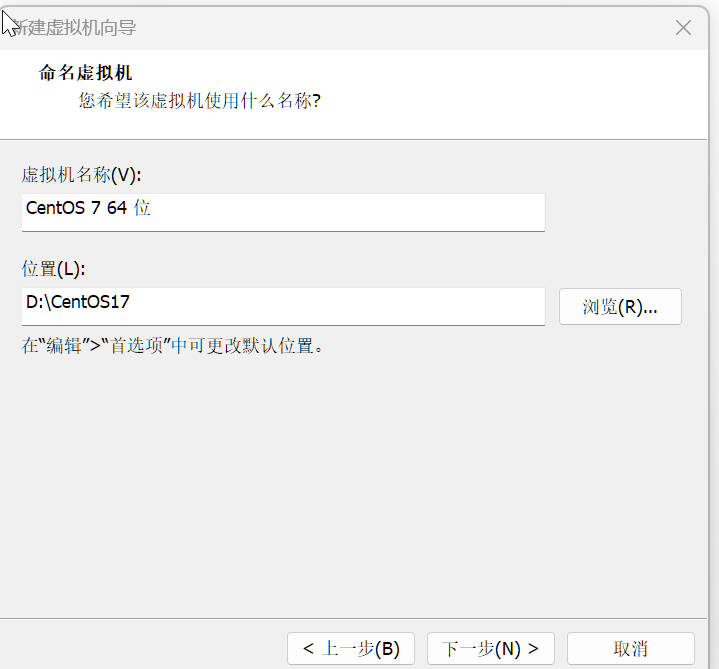 新建虚拟机向导
命名虚拟机
您希望该虚拟机使用什么名称?
虚拟机名称(V):
CentOS 7 64 位
位置(L):
D:\CentOS17
浏览(R)...
在“编辑”>“首选项”中可更改默认位置。
< 上一步(B)
下一步(N) >
取消